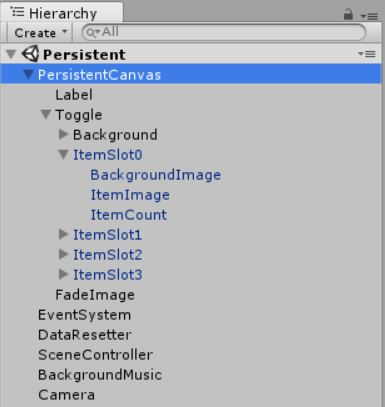 Hierarchy
Create All
Persistent
PersistentCanvas
Label
Toggle
Background
ItemSlot0
BackgroundImage
ItemImage
ItemCount
ItemSlot1
ItemSlot2
ItemSlot3
FadeImage
EventSystem
DataResetter
SceneController
BackgroundMusic
Camera